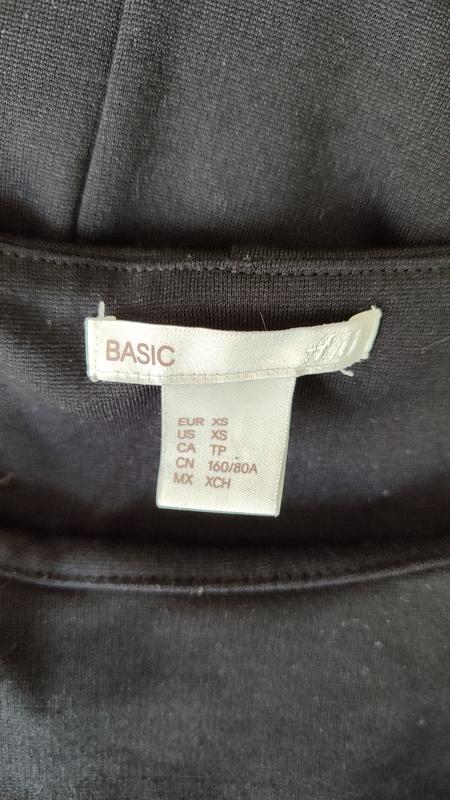 BASIC H&M
EUR XS
US XS
CA TP
CN 160/80A
MX XCH